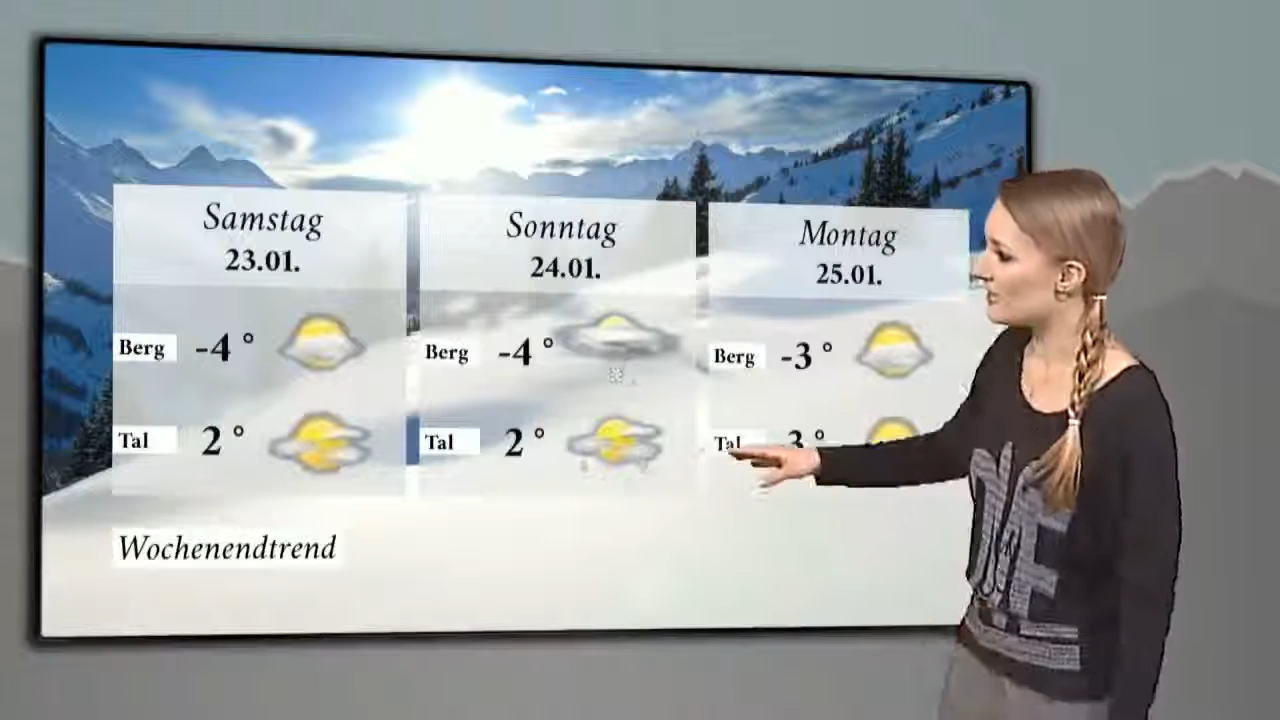 Samstag
23.01.
Berg -4 °
Tal 2 °
Sonntag
24.01.
Berg -4 °
Tal 2 °
Montag
25.01.
Berg -3 °
Tal 3 °
Wochenendtrend